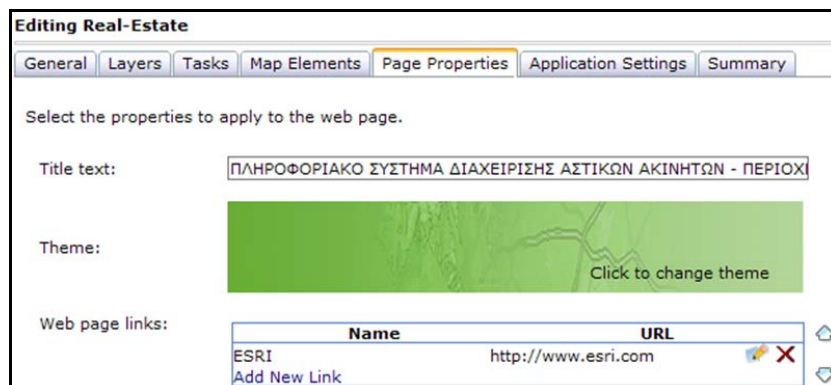 Editing Real-Estate
General Layers Tasks Map Elements Page Properties Application Settings Summary
Select the properties to apply to the web page.
Title text: ΠΛΗΡΟΦΟΡΙΑΚΟ ΣΥΣΤΗΜΑ ΔΙΑΧΕΙΡΙΣΗΣ ΑΣΤΙΚΩΝ ΑΚΙΝΗΤΩΝ - ΠΕΡΙΟΧ
Theme: Click to change theme
Web page links: Name URL
ESRI http://www.esri.com
Add New Link